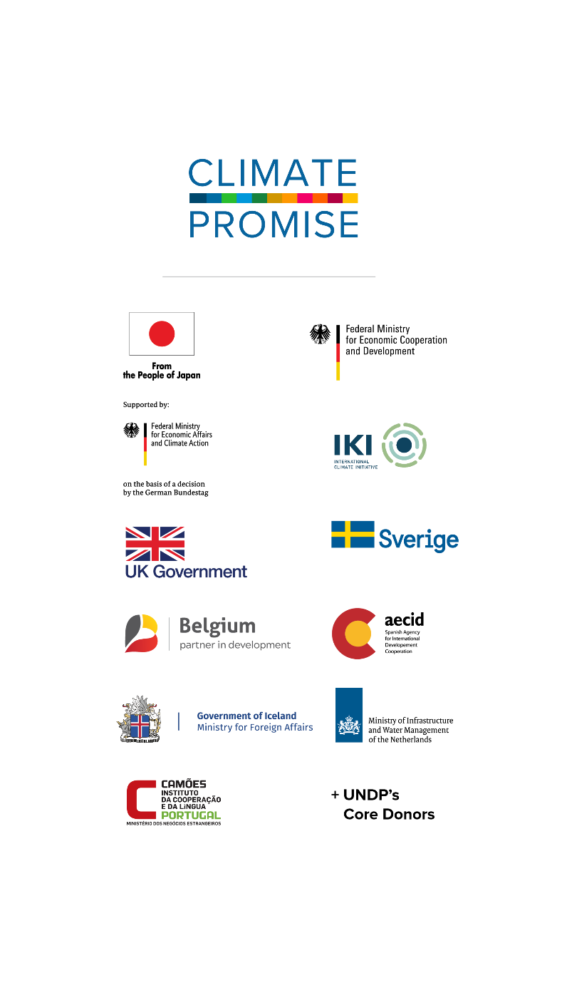 CLIMATE
PROMISE
From
the People of Japan
Federal Ministry
for Economic Cooperation
and Development
Supported by:
Federal Ministry
for Economic Affairs
and Climate Action
on the basis of a decision
by the German Bundestag
IKI
INTERNATIONAL
CLIMATE INITIATIVE
UK Government
Sverige
Belgium
partner in development
aecid
Spanish Agency
for International
Developement
Cooperation
Government of Iceland
Ministry for Foreign Affairs
Ministry of Infrastructure
and Water Management
of the Netherlands
CAMÕES
INSTITUTO
DA COOPERAÇÃO
E DA LÍNGUA
PORTUGAL
MINISTÉRIO DOS NEGÓCIOS ESTRANGEIROS
+ UNDP's
Core Donors